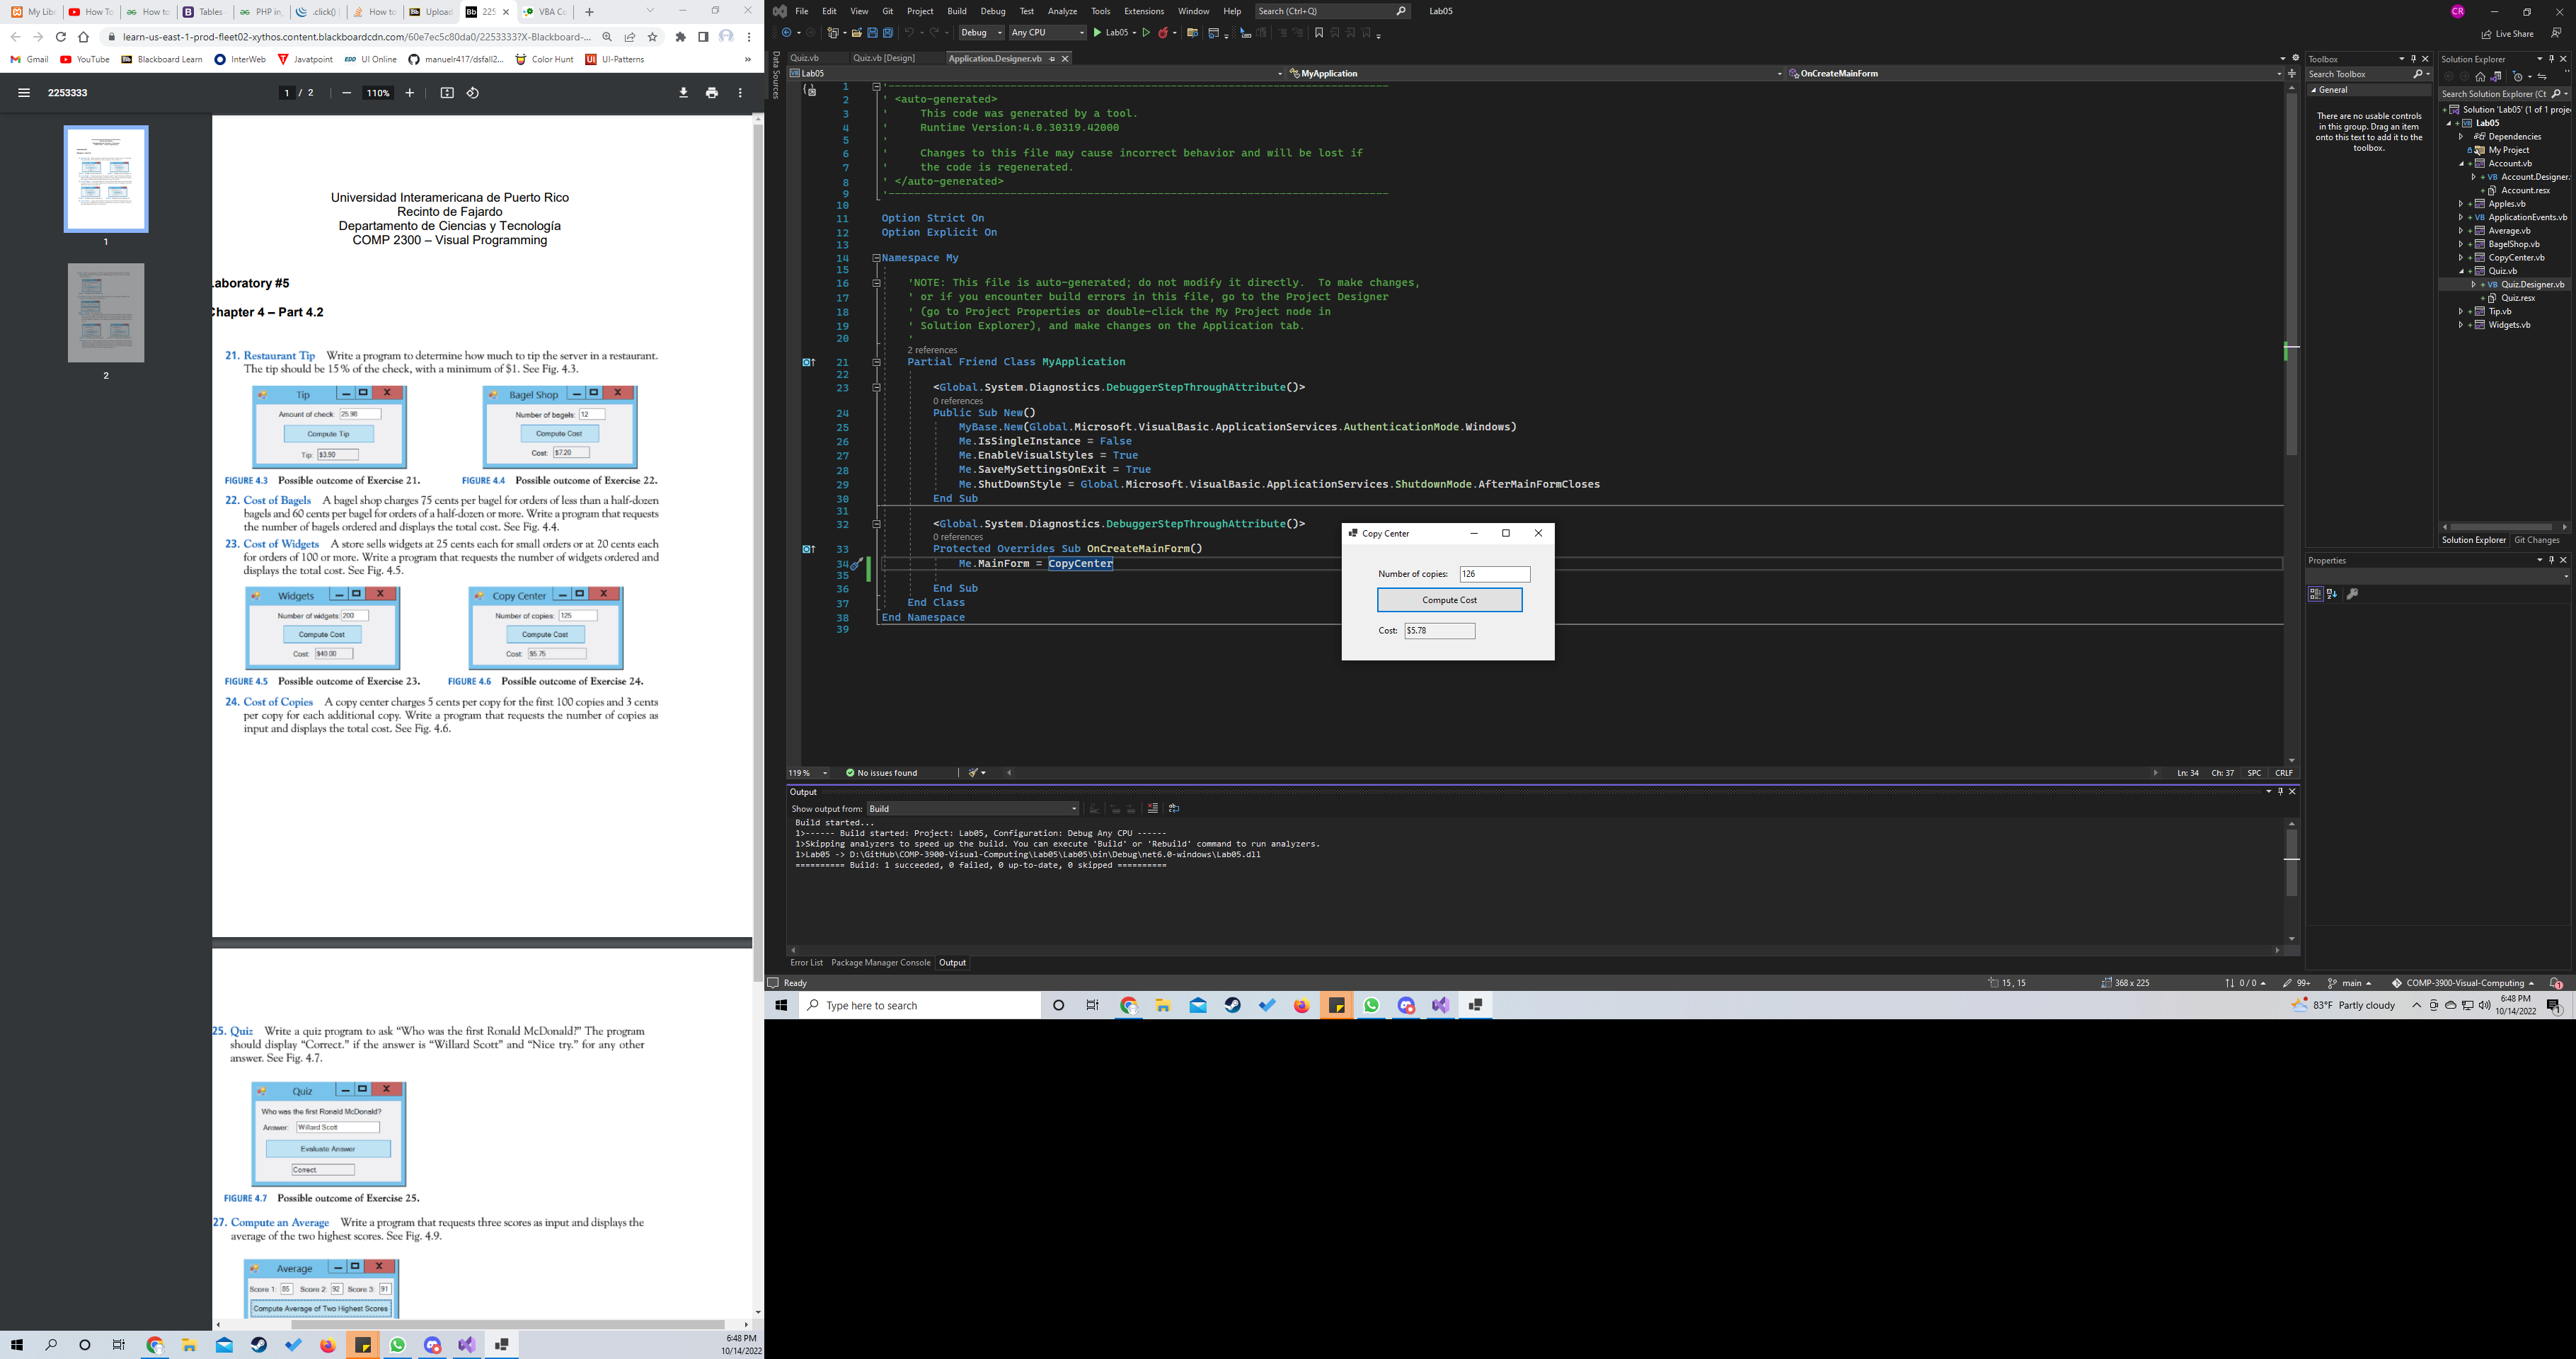 My Lib
How To
How to
Tables
PHP in
.click()
How to
Upload
225
VBA Co
learn-us-east-1-prod-fleet02-xythos.content.blackboardcdn.com/60e7ec5c80da0/2253333?X-Blackboard-...
Gmail YouTube Blackboard Learn InterWeb Javatpoint UI Online manuelr417/dsfall2... Color Hunt UI-Patterns »
2253333 1 / 2 110%
1
2
Universidad Interamericana de Puerto Rico
Recinto de Fajardo
Departamento de Ciencias y Tecnología
COMP 2300 – Visual Programming
aboratory #5
Chapter 4 – Part 4.2
21. Restaurant Tip Write a program to determine how much to tip the server in a restaurant.
The tip should be 15% of the check, with a minimum of $1. See Fig. 4.3.
Tip
Amount of check: 25.98
Compute Tip
Tip: $3.90
Bagel Shop
Number of bagels: 12
Compute Cost
Cost: $7.20
FIGURE 4.3 Possible outcome of Exercise 21.
FIGURE 4.4 Possible outcome of Exercise 22.
22. Cost of Bagels A bagel shop charges 75 cents per bagel for orders of less than a half-dozen
bagels and 60 cents per bagel for orders of a half-dozen or more. Write a program that requests
the number of bagels ordered and displays the total cost. See Fig. 4.4.
23. Cost of Widgets A store sells widgets at 25 cents each for small orders or at 20 cents each
for orders of 100 or more. Write a program that requests the number of widgets ordered and
displays the total cost. See Fig. 4.5.
Widgets
Number of widgets: 200
Compute Cost
Cost: $40.00
Copy Center
Number of copies: 125
Compute Cost
Cost: $5.75
FIGURE 4.5 Possible outcome of Exercise 23.
FIGURE 4.6 Possible outcome of Exercise 24.
24. Cost of Copies A copy center charges 5 cents per copy for the first 100 copies and 3 cents
per copy for each additional copy. Write a program that requests the number of copies as
input and displays the total cost. See Fig. 4.6.
25. Quiz Write a quiz program to ask “Who was the first Ronald McDonald?” The program
should display “Correct.” if the answer is “Willard Scott” and “Nice try.” for any other
answer. See Fig. 4.7.
Quiz
Who was the first Ronald McDonald?
Answer: Willard Scott
Evaluate Answer
Correct
FIGURE 4.7 Possible outcome of Exercise 25.
27. Compute an Average Write a program that requests three scores as input and displays the
average of the two highest scores. See Fig. 4.9.
Average
Score 1: 85 Score 2: 92 Score 3: 91
Compute Average of Two Highest Scores
6:48 PM
10/14/2022
File Edit View Git Project Build Debug Test Analyze Tools Extensions Window Help Search (Ctrl+Q) Lab05 CR
Debug Any CPU Lab05 Live Share
Data Sources
Quiz.vb Quiz.vb [Design] Application.Designer.vb
Lab05 MyApplication OnCreateMainForm
1 '------------------------------------------------------------------------------
2 ' <auto-generated>
3 ' This code was generated by a tool.
4 ' Runtime Version:4.0.30319.42000
5 '
6 ' Changes to this file may cause incorrect behavior and will be lost if
7 ' the code is regenerated.
8 ' </auto-generated>
9 '------------------------------------------------------------------------------
10
11 Option Strict On
12 Option Explicit On
13
14 Namespace My
15
16 'NOTE: This file is auto-generated; do not modify it directly. To make changes,
17 ' or if you encounter build errors in this file, go to the Project Designer
18 ' (go to Project Properties or double-click the My Project node in
19 ' Solution Explorer), and make changes on the Application tab.
20 '
2 references
21 Partial Friend Class MyApplication
22
23 <Global.System.Diagnostics.DebuggerStepThroughAttribute()>
0 references
24 Public Sub New()
25 MyBase.New(Global.Microsoft.VisualBasic.ApplicationServices.AuthenticationMode.Windows)
26 Me.IsSingleInstance = False
27 Me.EnableVisualStyles = True
28 Me.SaveMySettingsOnExit = True
29 Me.ShutDownStyle = Global.Microsoft.VisualBasic.ApplicationServices.ShutdownMode.AfterMainFormCloses
30 End Sub
31
32 <Global.System.Diagnostics.DebuggerStepThroughAttribute()>
0 references
33 Protected Overrides Sub OnCreateMainForm()
34 Me.MainForm = CopyCenter
35
36 End Sub
37 End Class
38 End Namespace
39
Copy Center
Number of copies: 126
Compute Cost
Cost: $5.78
119 % No issues found Ln: 34 Ch: 37 SPC CRLF
Output
Show output from: Build
Build started...
1>------ Build started: Project: Lab05, Configuration: Debug Any CPU ------
1>Skipping analyzers to speed up the build. You can execute 'Build' or 'Rebuild' command to run analyzers.
1>Lab05 -> D:\GitHub\COMP-3900-Visual-Computing\Lab05\Lab05\bin\Debug\net6.0-windows\Lab05.dll
========== Build: 1 succeeded, 0 failed, 0 up-to-date, 0 skipped ==========
Error List Package Manager Console Output
Toolbox
Search Toolbox
General
There are no usable controls
in this group. Drag an item
onto this text to add it to the
toolbox.
Solution Explorer
Search Solution Explorer (Ct
Solution 'Lab05' (1 of 1 proje
Lab05
Dependencies
My Project
Account.vb
Account.Designer.
Account.resx
Apples.vb
ApplicationEvents.vb
Average.vb
BagelShop.vb
CopyCenter.vb
Quiz.vb
Quiz.Designer.vb
Quiz.resx
Tip.vb
Widgets.vb
Solution Explorer Git Changes
Properties
Ready 15 , 15 368 x 225 0 / 0 99+ main COMP-3900-Visual-Computing 1
Type here to search 83°F Partly cloudy 6:48 PM
10/14/2022